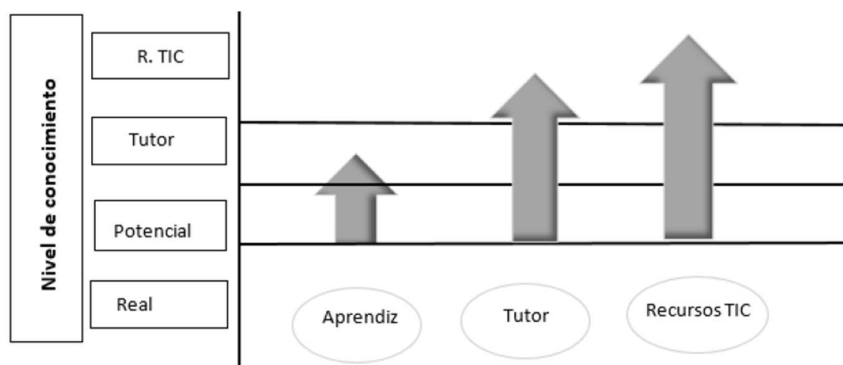 Nivel de conocimiento
R. TIC
Tutor
Potencial
Real
Aprendiz
Tutor
Recursos TIC